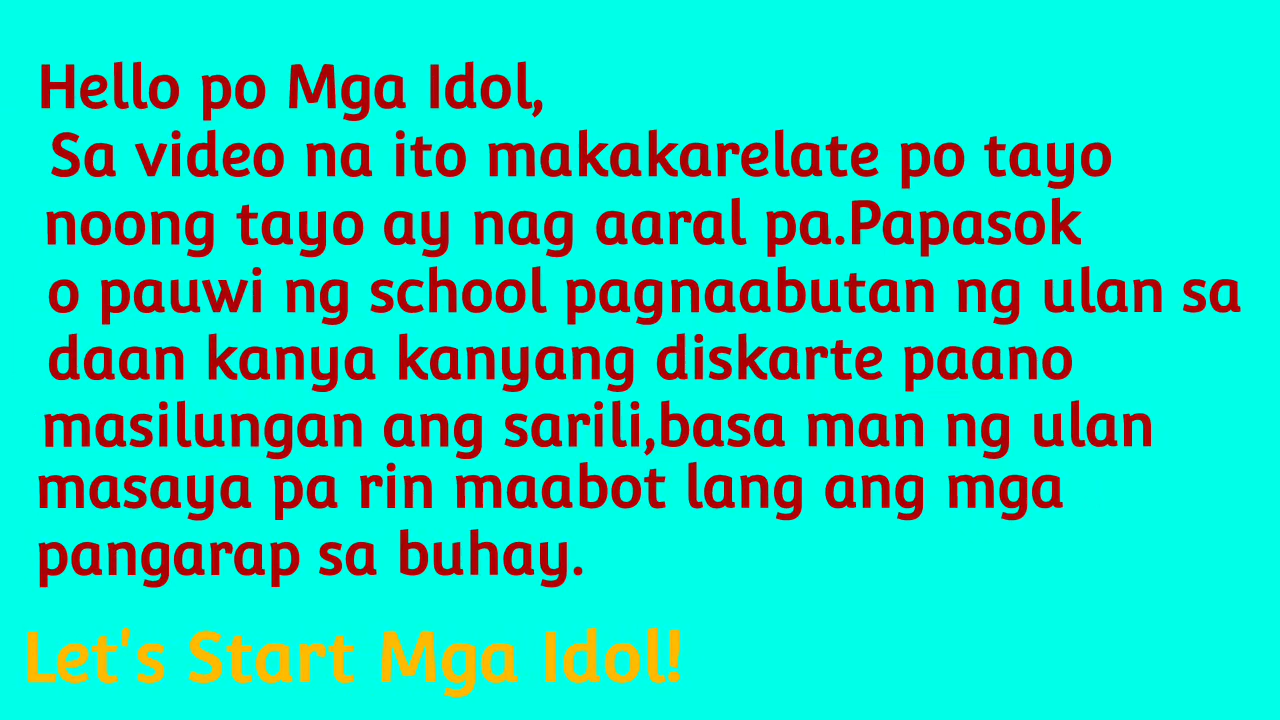 Hello po Mga Idol,
Sa video na ito makakarelate po tayo
noong tayo ay nag aaral pa.Papasok
o pauwi ng school pagnaabutan ng ulan sa
daan kanya kanyang diskarte paano
masilungan ang sarili,basa man ng ulan
masaya pa rin maabot lang ang mga
pangarap sa buhay.
Let's Start Mga Idol!